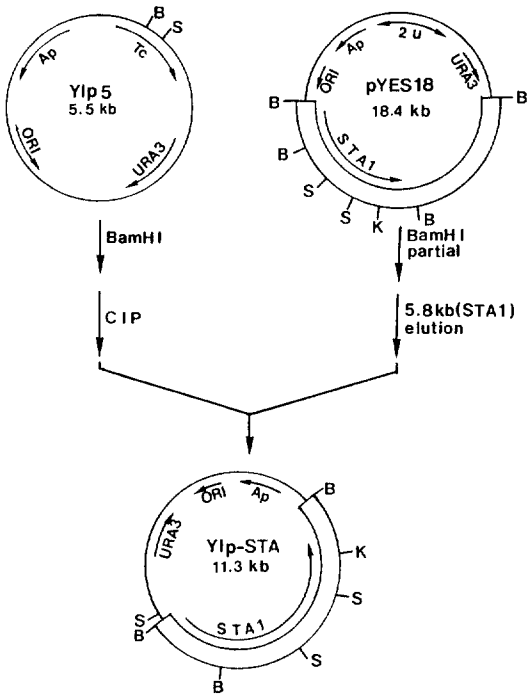 B
S
Ap
Tc
YIp5
5.5 kb
ORI
URA3
2u
Ap
URA3
ORI
pYES18
18.4 kb
B
B
STA1
B
S
S
K
B
BamHI
BamHI
partial
CIP
5.8kb(STA1)
elution
B
ORI
Ap
URA3
YIp-STA
11.3 kb
K
S
S
B
STA1
S
B